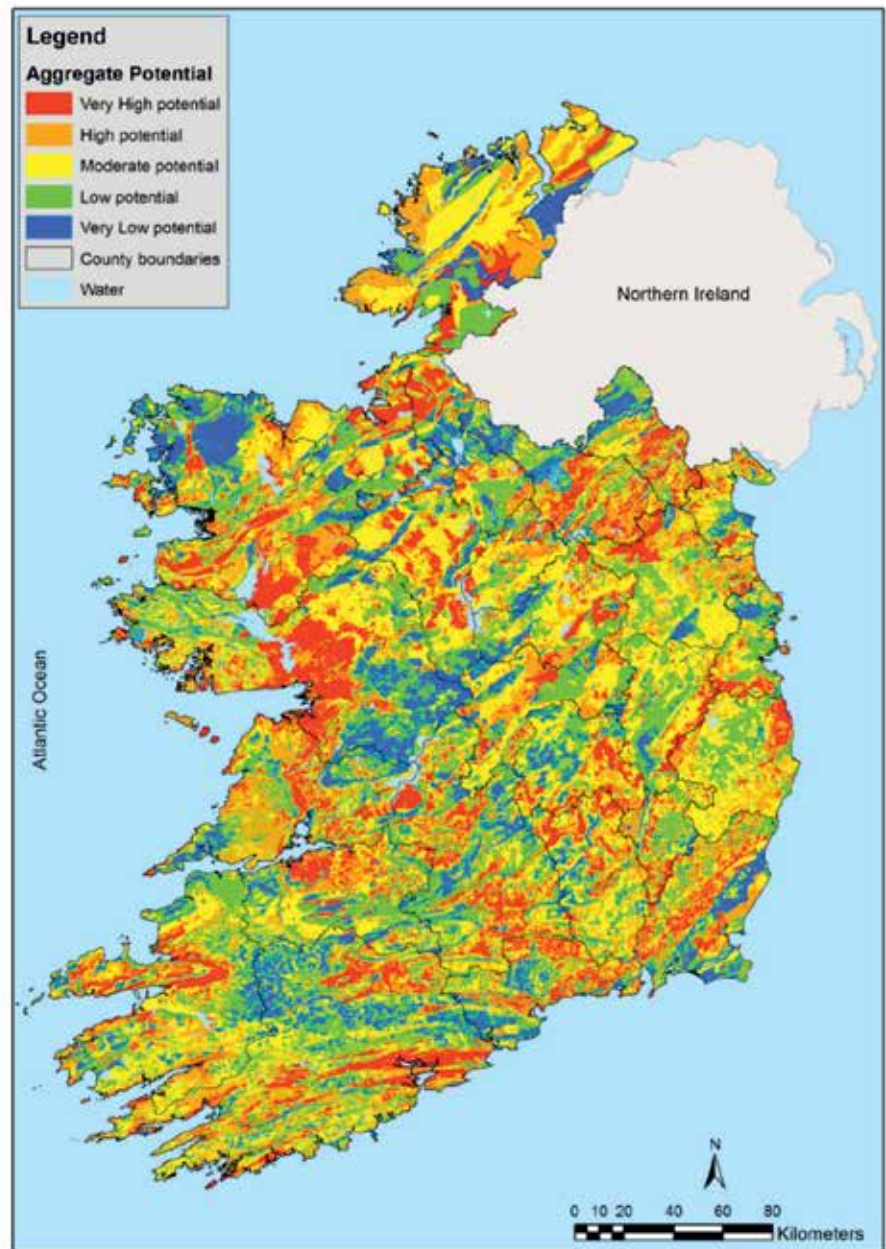 Legend
Aggregate Potential
Very High potential
High potential
Moderate potential
Low potential
Very Low potential
County boundaries
Water
Northern Ireland
Atlantic Ocean
N
0 10 20 40 60 80
Kilometers